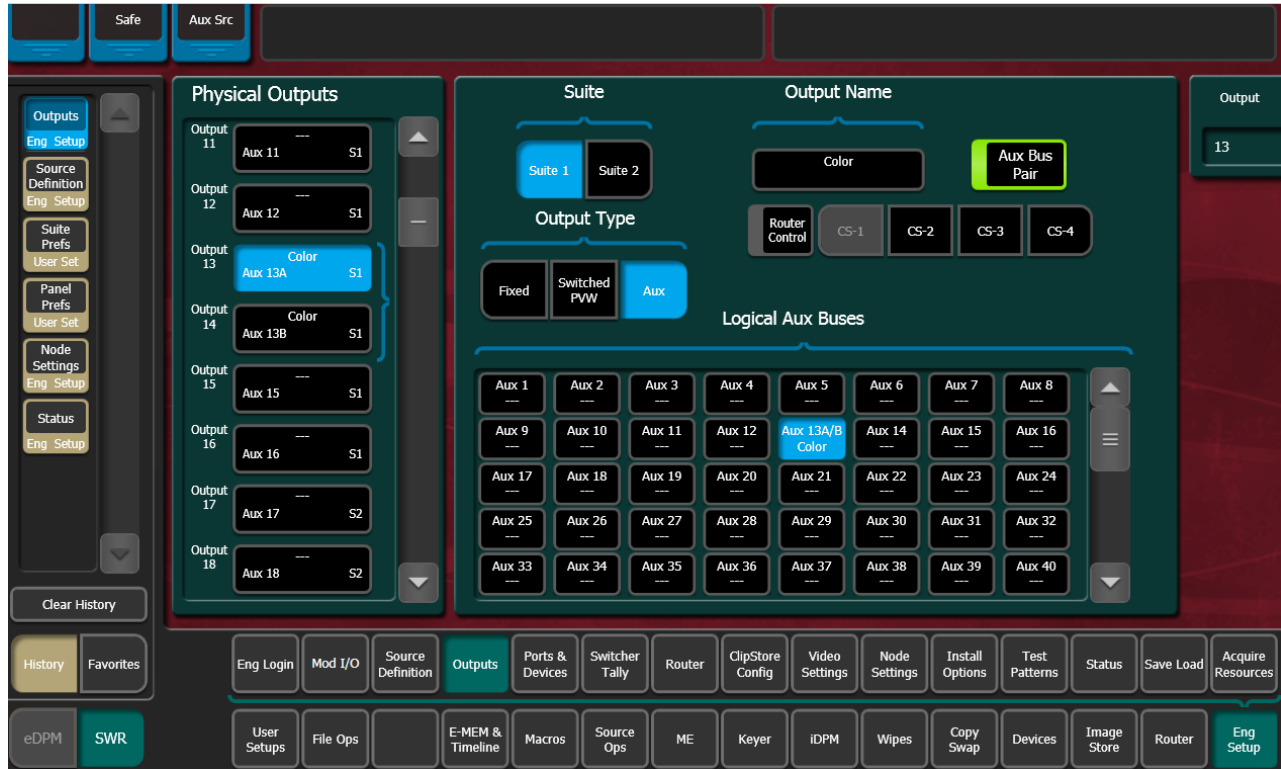 Safe
Aux Src
Outputs
Eng Setup
Source
Definition
Eng Setup
Suite
Prefs
User Set
Panel
Prefs
User Set
Node
Settings
Eng Setup
Status
Eng Setup
Clear History
History
Favorites
eDPM
SWR
Physical Outputs
Output
11
---
Aux 11 S1
Output
12
---
Aux 12 S1
Output
13
Color
Aux 13A S1
Output
14
Color
Aux 13B S1
Output
15
---
Aux 15 S1
Output
16
---
Aux 16 S1
Output
17
---
Aux 17 S2
Output
18
---
Aux 18 S2
Suite
Suite 1 Suite 2
Output Name
Color
Aux Bus
Pair
Output Type
Fixed
Switched
PVW
Aux
Router
Control
CS-1 CS-2 CS-3 CS-4
Logical Aux Buses
Aux 1 Aux 2 Aux 3 Aux 4 Aux 5 Aux 6 Aux 7 Aux 8
--- --- --- --- --- --- --- ---
Aux 9 Aux 10 Aux 11 Aux 12 Aux 13A/B Aux 14 Aux 15 Aux 16
--- --- --- --- Color --- --- ---
Aux 17 Aux 18 Aux 19 Aux 20 Aux 21 Aux 22 Aux 23 Aux 24
--- --- --- --- --- --- --- ---
Aux 25 Aux 26 Aux 27 Aux 28 Aux 29 Aux 30 Aux 31 Aux 32
--- --- --- --- --- --- --- ---
Aux 33 Aux 34 Aux 35 Aux 36 Aux 37 Aux 38 Aux 39 Aux 40
--- --- --- --- --- --- --- ---
Output
13
Eng Login
Mod I/O
Source
Definition
Outputs
Ports &
Devices
Switcher
Tally
Router
ClipStore
Config
Video
Settings
Node
Settings
Install
Options
Test
Patterns
Status
Save Load
Acquire
Resources
User
Setups
File Ops
E-MEM &
Timeline
Macros
Source
Ops
ME
Keyer
iDPM
Wipes
Copy
Swap
Devices
Image
Store
Router
Eng
Setup